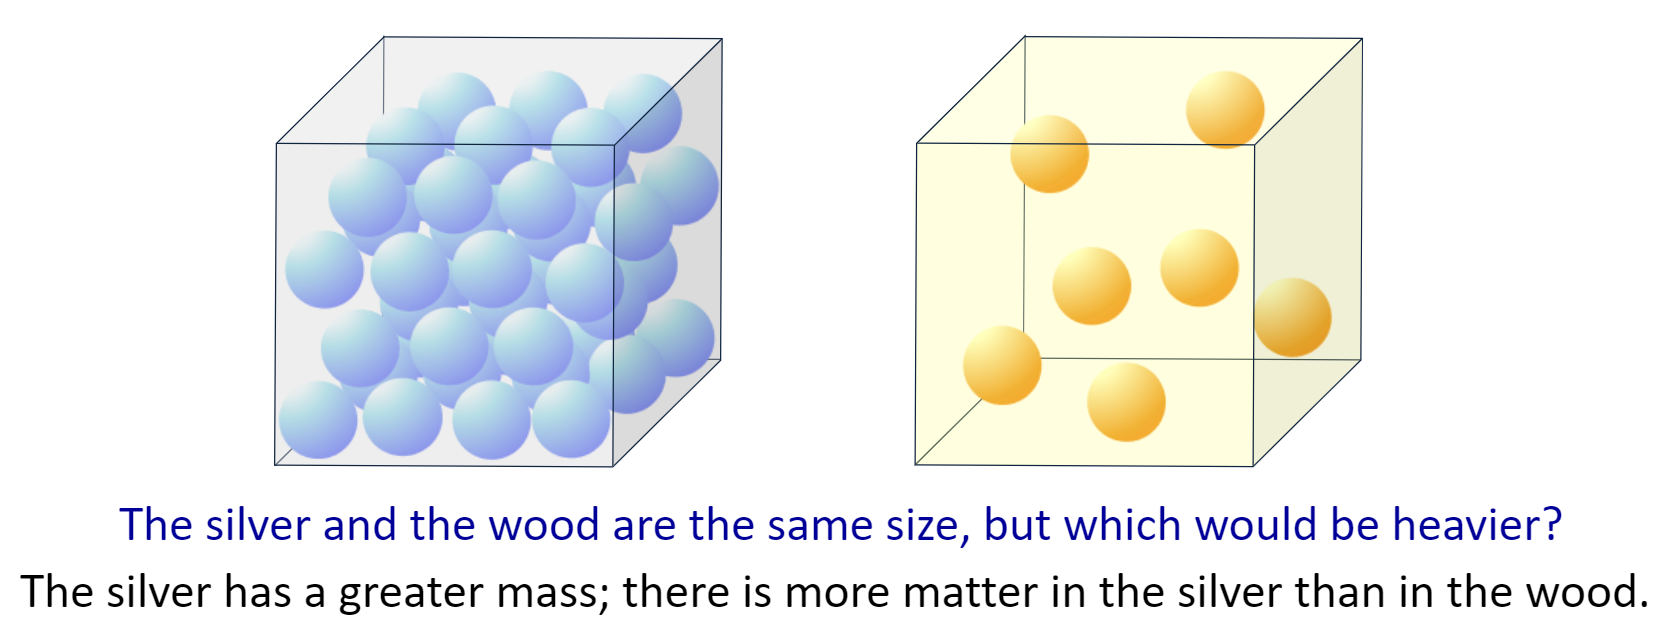 The silver and the wood are the same size, but which would be heavier?
The silver has a greater mass; there is more matter in the silver than in the wood.